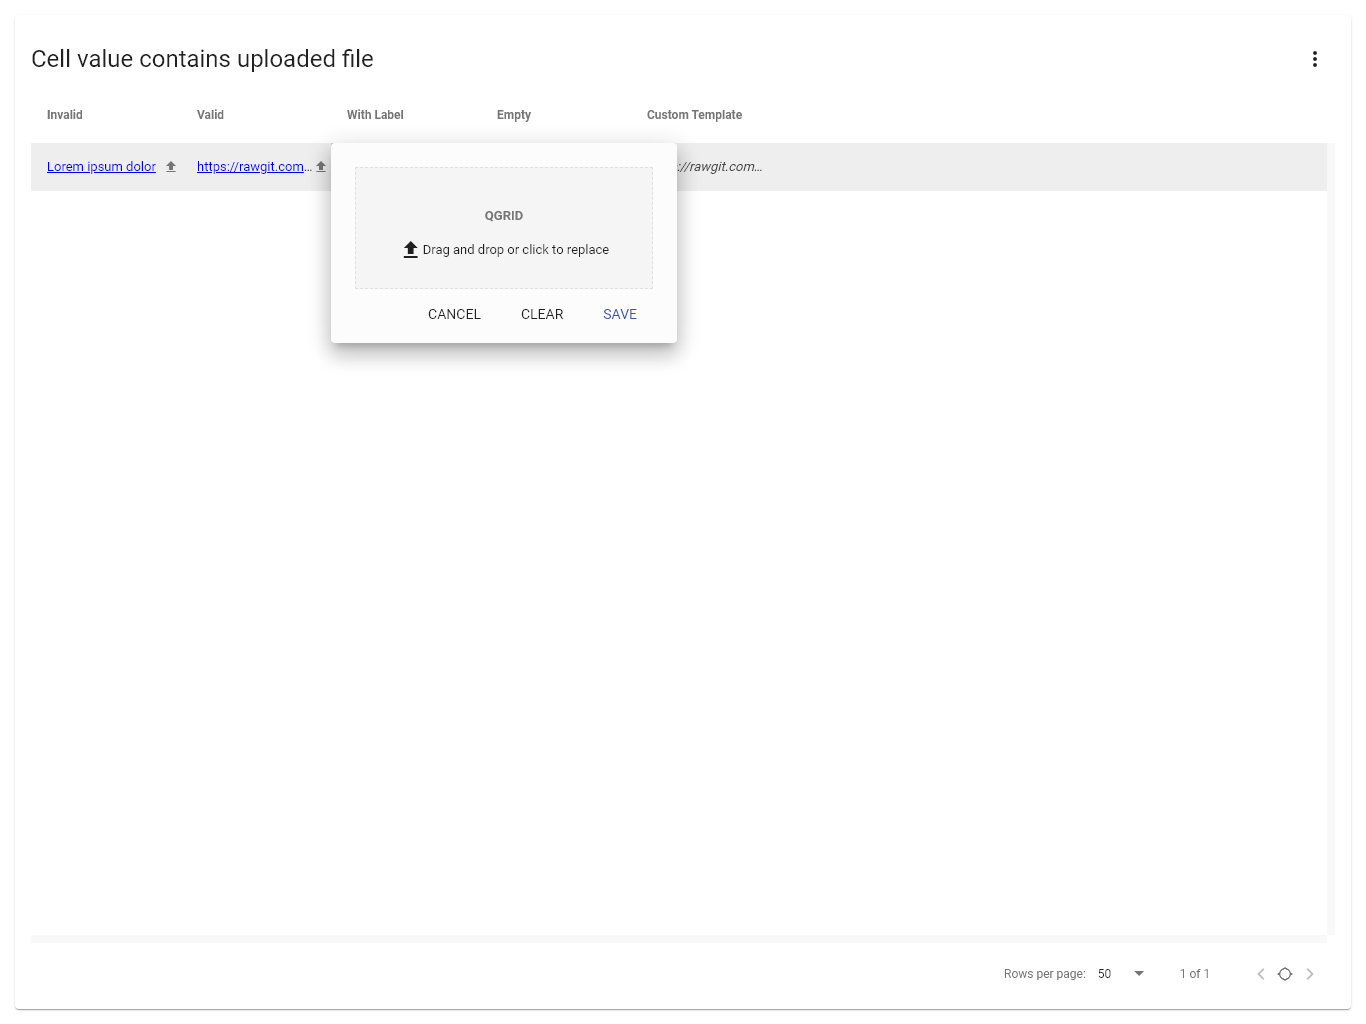 Cell value contains uploaded file
Invalid Valid With Label Empty Custom Template
Lorem ipsum dolor https://rawgit.com... ://rawgit.com...
QGRID
Drag and drop or click to replace
CANCEL CLEAR SAVE
Rows per page: 50 1 of 1